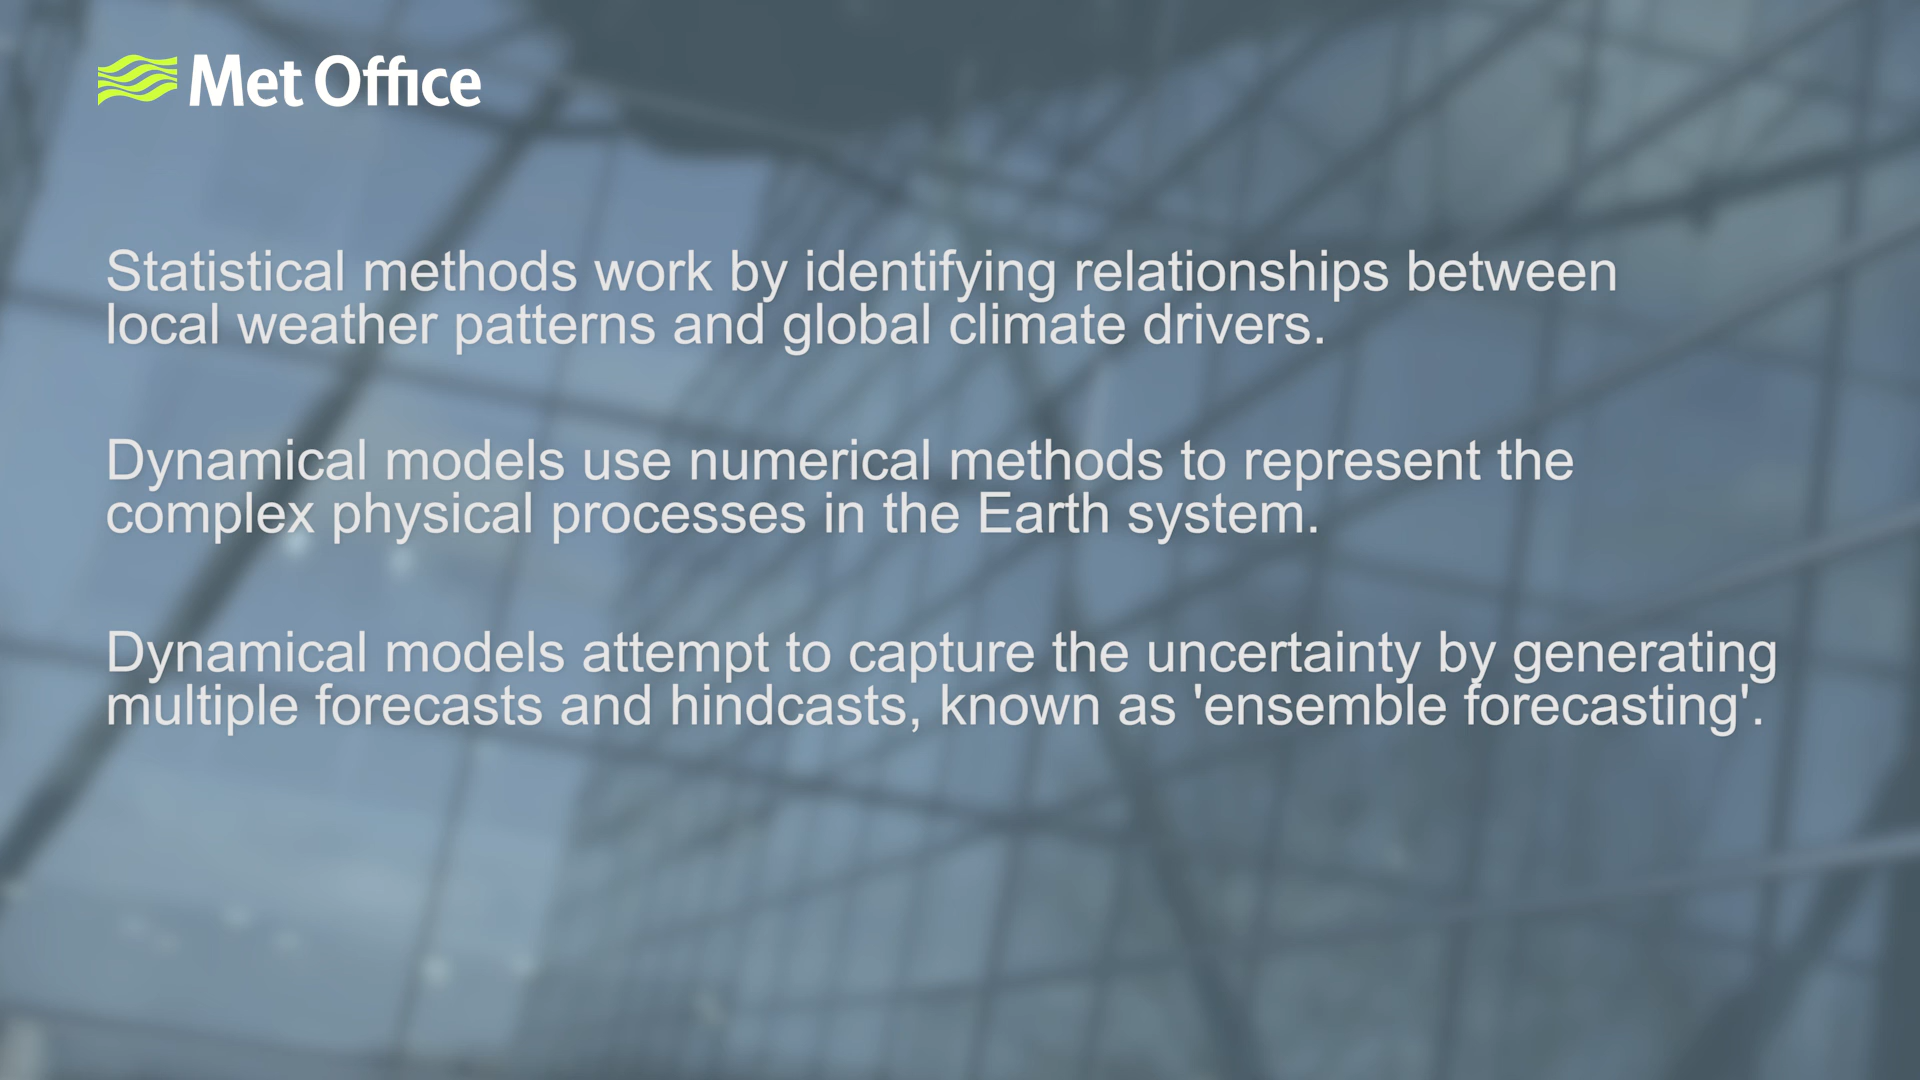 Met Office
Statistical methods work by identifying relationships between
local weather patterns and global climate drivers.
Dynamical models use numerical methods to represent the
complex physical processes in the Earth system.
Dynamical models attempt to capture the uncertainty by generating
multiple forecasts and hindcasts, known as 'ensemble forecasting'.